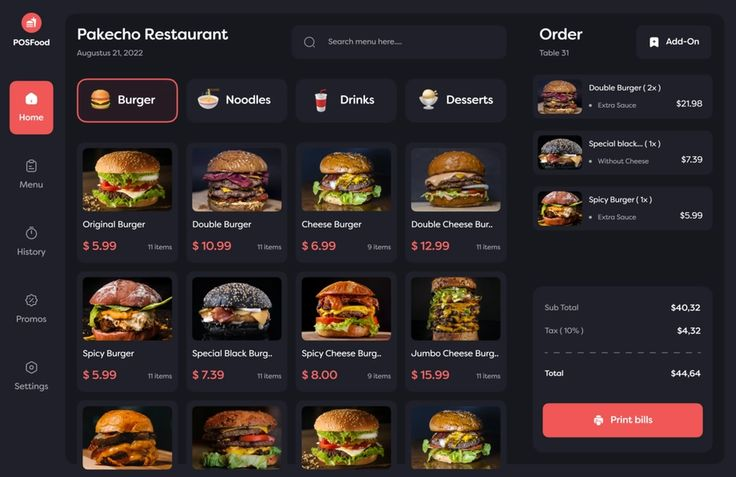 POSFood
Home
Menu
History
Promos
Settings
Pakecho Restaurant
Augustus 21, 2022
Search menu here....
Burger
Noodles
Drinks
Desserts
Original Burger
$ 5.99 11 items
Double Burger
$ 10.99 11 items
Cheese Burger
$ 6.99 9 items
Double Cheese Bur..
$ 12.99 11 items
Spicy Burger
$ 5.99 11 items
Special Black Burg..
$ 7.39 11 items
Spicy Cheese Burg..
$ 8.00 9 items
Jumbo Cheese Burg..
$ 15.99 11 items
Order
Table 31
Add-On
Double Burger ( 2x )
• Extra Sauce $21.98
Special black... ( 1x )
• Without Cheese $7.39
Spicy Burger ( 1x )
• Extra Sauce $5.99
Sub Total $40,32
Tax ( 10% ) $4,32
Total $44,64
Print bills